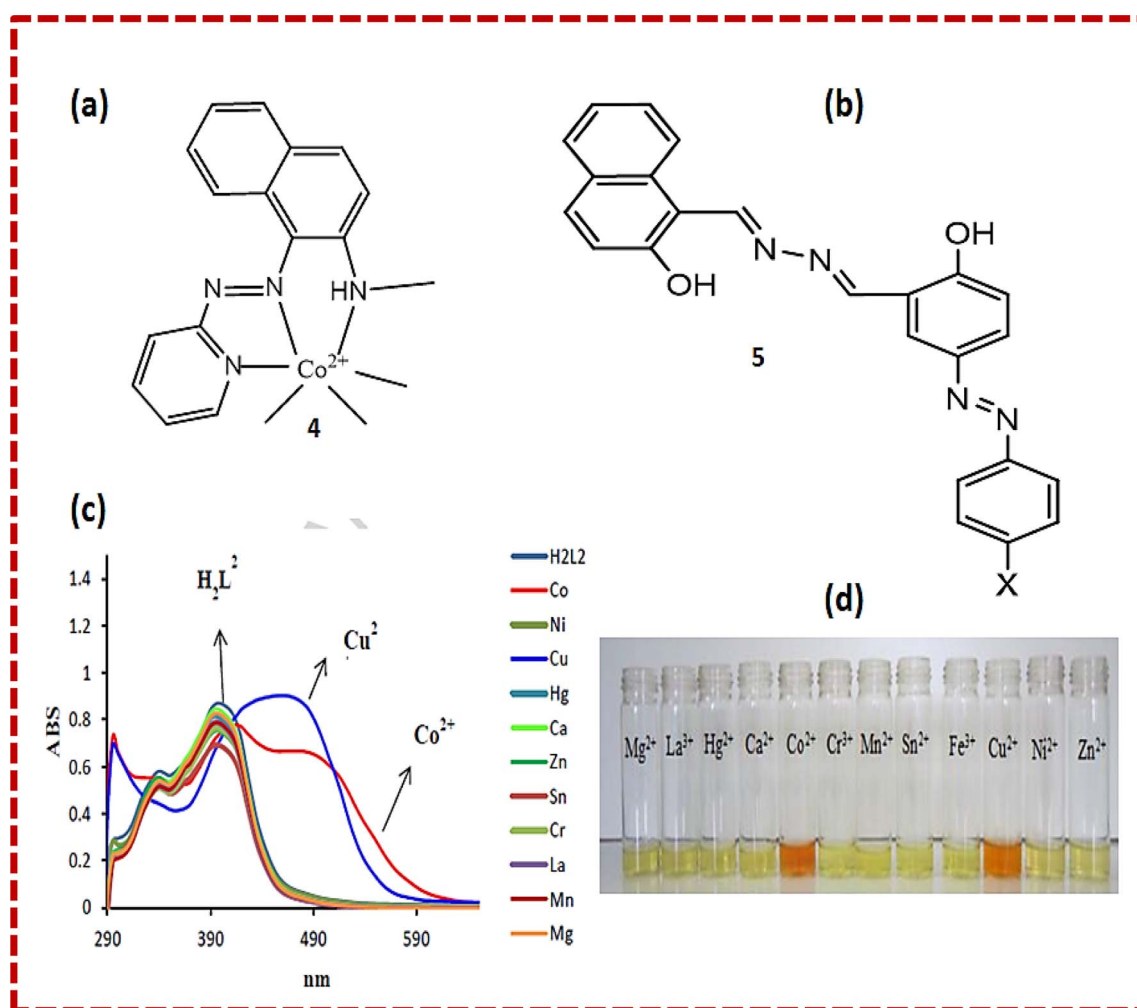 (a)
(b)
N=N
HN
N
Co²⁺
4
OH
N
N
OH
5
N
N
X
(c)
(d)
H₂L²
Cu²
Co²⁺
ABS
1.4
1.2
1
0.8
0.6
0.4
0.2
0
290
390
490
590
nm
H2L2
Co
Ni
Cu
Hg
Ca
Zn
Sn
Cr
La
Mn
Mg
Mg²⁺ La³⁺ Hg²⁺ Ca²⁺ Co²⁺ Cr³⁺ Mn²⁺ Sn²⁺ Fe³⁺ Cu²⁺ Ni²⁺ Zn²⁺